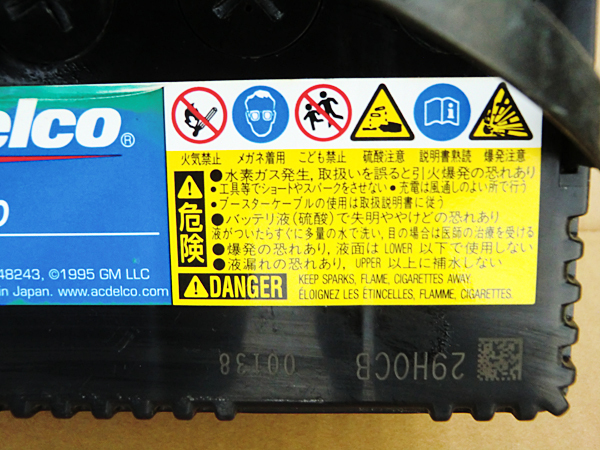 elco®
火気禁止 メガネ着用 こども禁止 硫酸注意 説明書熟読 爆発注意
危険
●水素ガス発生,取扱いを誤ると引火爆発の恐れあり
・工具等でショートやスパークをさせない ・充電は風通しのよい所で行う
・ブースターケーブルの使用は取扱説明書に従う
●バッテリ液(硫酸)で失明ややけどの恐れあり
液がついたらすぐに多量の水で洗い,目の場合は医師の治療を受ける
●爆発の恐れあり,液面は LOWER 以下で使用しない
●液漏れの恐れあり, UPPER 以上に補水しない
DANGER
KEEP SPARKS, FLAME, CIGARETTES AWAY.
ÉLOIGNEZ LES ÉTINCELLES, FLAMME, CIGARETTES.
48243, ©1995 GM LLC
in Japan. www.acdelco.com
29HOCB 00138